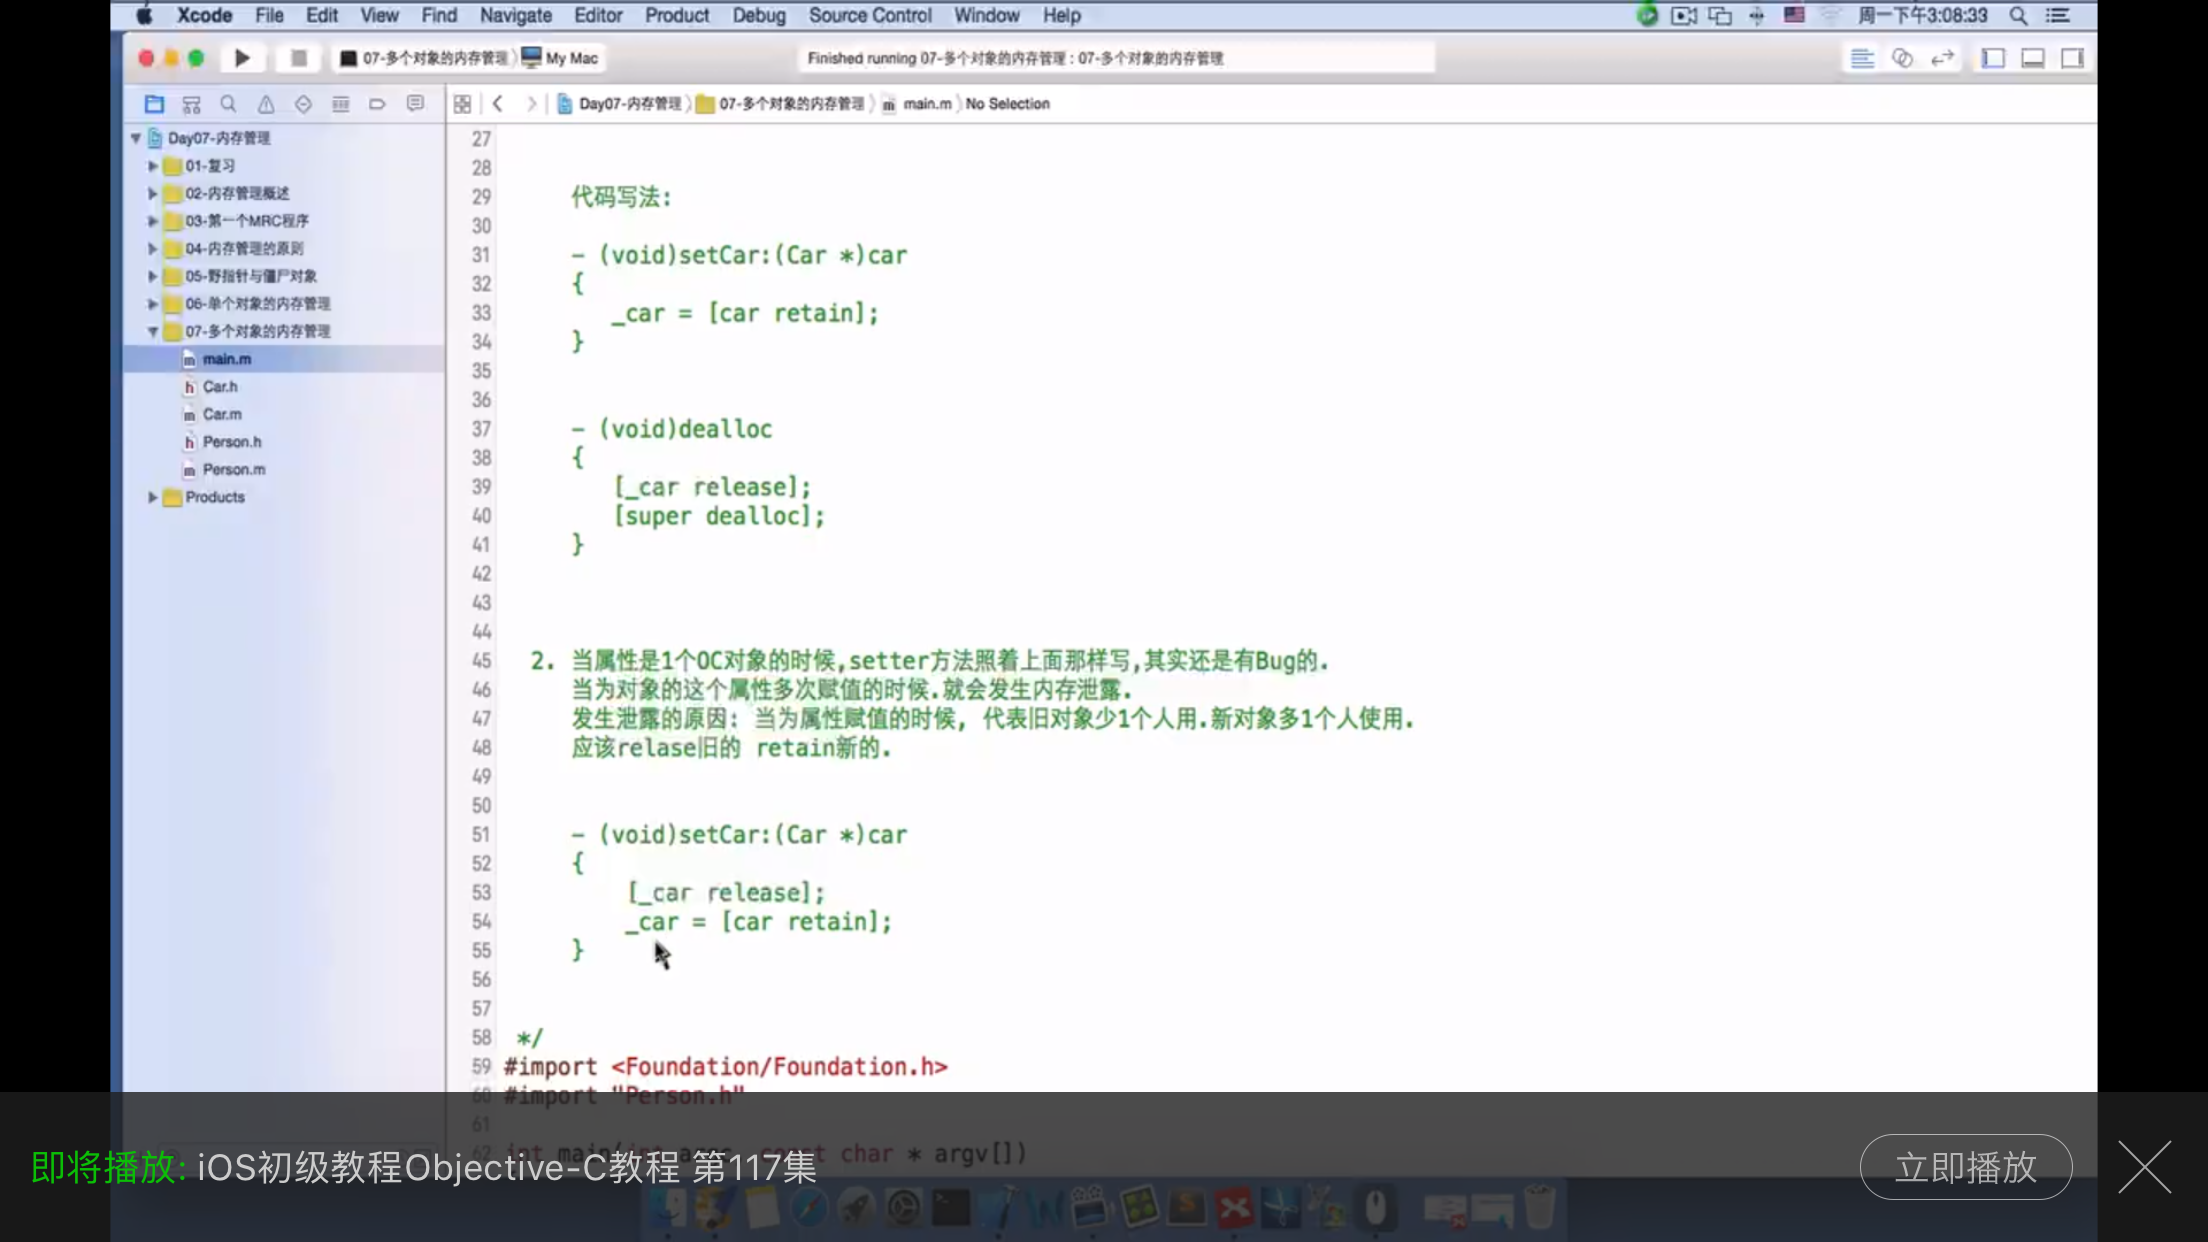 Xcode File Edit View Find Navigate Editor Product Debug Source Control Window Help 周一下午3:08:33
07-多个对象的内存管理 My Mac Finished running 07-多个对象的内存管理 : 07-多个对象的内存管理
Day07-内存管理 07-多个对象的内存管理 m main.m No Selection
Day07-内存管理
01-复习
02-内存管理概述
03-第一个MRC程序
04-内存管理的原则
05-野指针与僵尸对象
06-单个对象的内存管理
07-多个对象的内存管理
m main.m
h Car.h
m Car.m
h Person.h
m Person.m
Products
27
28
29 代码写法:
30
31 - (void)setCar:(Car *)car
32 {
33 _car = [car retain];
34 }
35
36
37 - (void)dealloc
38 {
39 [_car release];
40 [super dealloc];
41 }
42
43
44
45 2. 当属性是1个OC对象的时候,setter方法照着上面那样写,其实还是有Bug的.
46 当为对象的这个属性多次赋值的时候.就会发生内存泄露.
47 发生泄露的原因: 当为属性赋值的时候, 代表旧对象少1个人用.新对象多1个人使用.
48 应该relase旧的 retain新的.
49
50
51 - (void)setCar:(Car *)car
52 {
53 [_car release];
54 _car = [car retain];
55 }
56
57
58 */
59 #import <Foundation/Foundation.h>
60 #import "Person.h"
61
62 int main(int argc, const char * argv[])
即将播放: iOS初级教程Objective-C教程 第117集
立即播放